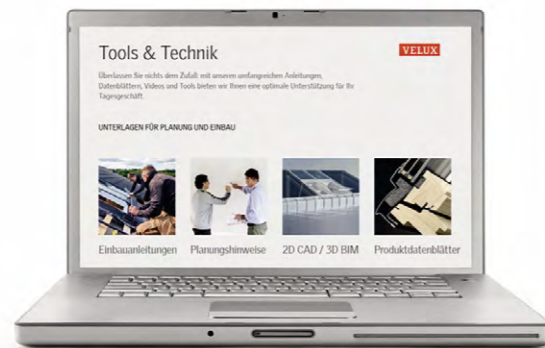 Tools & Technik
VELUX
Überlassen Sie nichts dem Zufall: mit unseren umfangreichen Anleitungen,
Datenblättern, Videos und Tools bieten wir Ihnen eine optimale Unterstützung für Ihr
Tagesgeschäft.
UNTERLAGEN FÜR PLANUNG UND EINBAU
Einbauanleitungen Planungshinweise 2D CAD / 3D BIM Produktdatenblätter